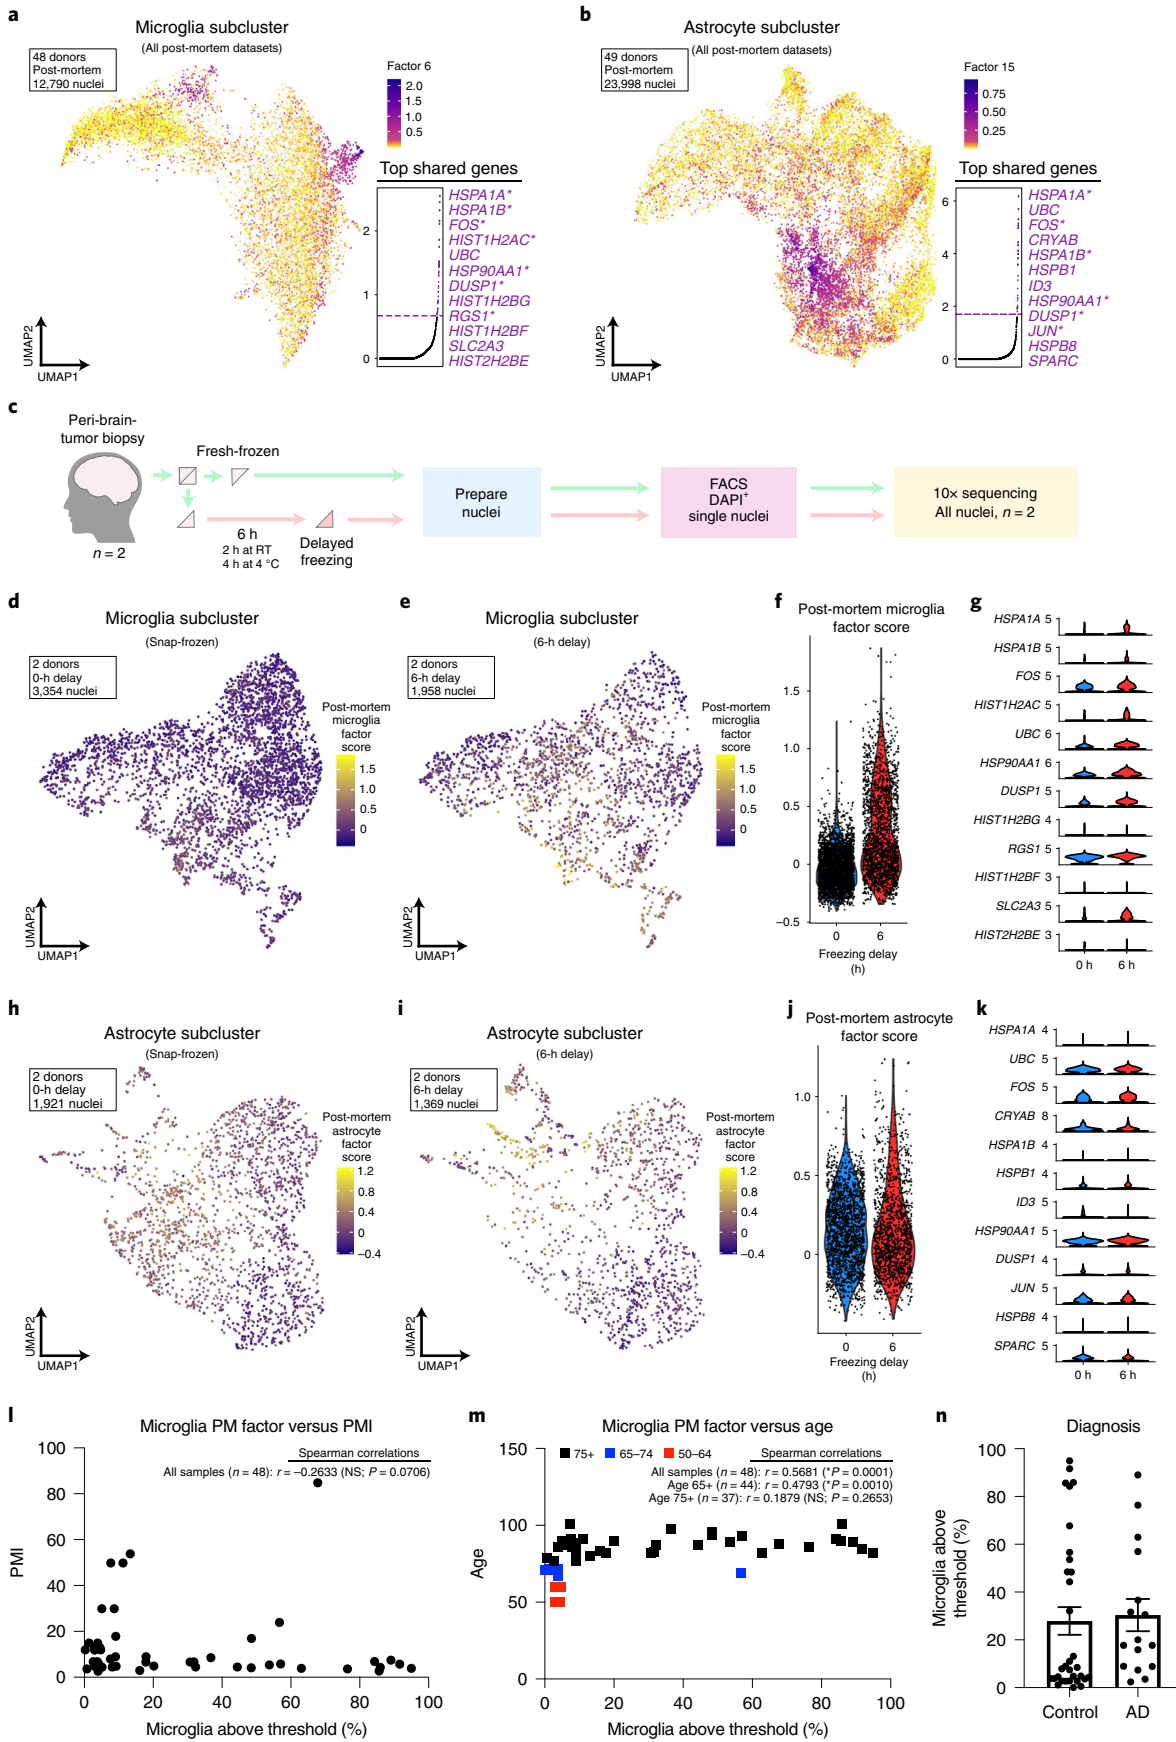 a
Microglia subcluster
(All post-mortem datasets)
48 donors
Post-mortem
12,790 nuclei
Factor 6
2.0
1.5
1.0
0.5
Top shared genes
HSPA1A*
HSPA1B*
FOS*
HIST1H2AC*
UBC
HSP90AA1*
DUSP1*
HIST1H2BG
RGS1*
HIST1H2BF
SLC2A3
HIST2H2BE
2
1
0
UMAP2
UMAP1
b
Astrocyte subcluster
(All post-mortem datasets)
49 donors
Post-mortem
23,998 nuclei
Factor 15
0.75
0.50
0.25
Top shared genes
HSPA1A*
UBC
FOS*
CRYAB
HSPA1B*
HSPB1
ID3
HSP90AA1*
DUSP1*
JUN*
HSPB8
SPARC
6
4
2
0
UMAP2
UMAP1
c
Peri-brain-
tumor biopsy
n = 2
Fresh-frozen
6 h
2 h at RT
4 h at 4 °C
Delayed
freezing
Prepare
nuclei
FACS
DAPI+
single nuclei
10× sequencing
All nuclei, n = 2
d
Microglia subcluster
(Snap-frozen)
2 donors
0-h delay
3,354 nuclei
Post-mortem
microglia
factor
score
1.5
1.0
0.5
0
UMAP2
UMAP1
e
Microglia subcluster
(6-h delay)
2 donors
6-h delay
1,958 nuclei
Post-mortem
microglia
factor
score
1.5
1.0
0.5
0
UMAP2
UMAP1
f
Post-mortem microglia
factor score
1.5
1.0
0.5
0
−0.5
0
6
Freezing delay
(h)
g
HSPA1A 5
HSPA1B 5
FOS 5
HIST1H2AC 5
UBC 6
HSP90AA1 6
DUSP1 5
HIST1H2BG 4
RGS1 5
HIST1H2BF 3
SLC2A3 5
HIST2H2BE 3
0 h
6 h
h
Astrocyte subcluster
(Snap-frozen)
2 donors
0-h delay
1,921 nuclei
Post-mortem
astrocyte
factor
score
1.2
0.8
0.4
0
−0.4
UMAP2
UMAP1
i
Astrocyte subcluster
(6-h delay)
2 donors
6-h delay
1,369 nuclei
Post-mortem
astrocyte
factor
score
1.2
0.8
0.4
0
−0.4
UMAP2
UMAP1
j
Post-mortem astrocyte
factor score
1.0
0.5
0
0
6
Freezing delay
(h)
k
HSPA1A 4
UBC 5
FOS 5
CRYAB 8
HSPA1B 4
HSPB1 4
ID3 5
HSP90AA1 5
DUSP1 4
JUN 5
HSPB8 4
SPARC 5
0 h
6 h
l
Microglia PM factor versus PMI
Spearman correlations
All samples (n = 48): r = −0.2633 (NS; P = 0.0706)
PMI
100
80
60
40
20
0
0
20
40
60
80
100
Microglia above threshold (%)
m
Microglia PM factor versus age
75+
65–74
50–64
Spearman correlations
All samples (n = 48): r = 0.5681 (*P = 0.0001)
Age 65+ (n = 44): r = 0.4793 (*P = 0.0010)
Age 75+ (n = 37): r = 0.1879 (NS; P = 0.2653)
Age
150
100
50
0
0
20
40
60
80
100
Microglia above threshold (%)
n
Diagnosis
Microglia above
threshold (%)
100
80
60
40
20
0
Control
AD